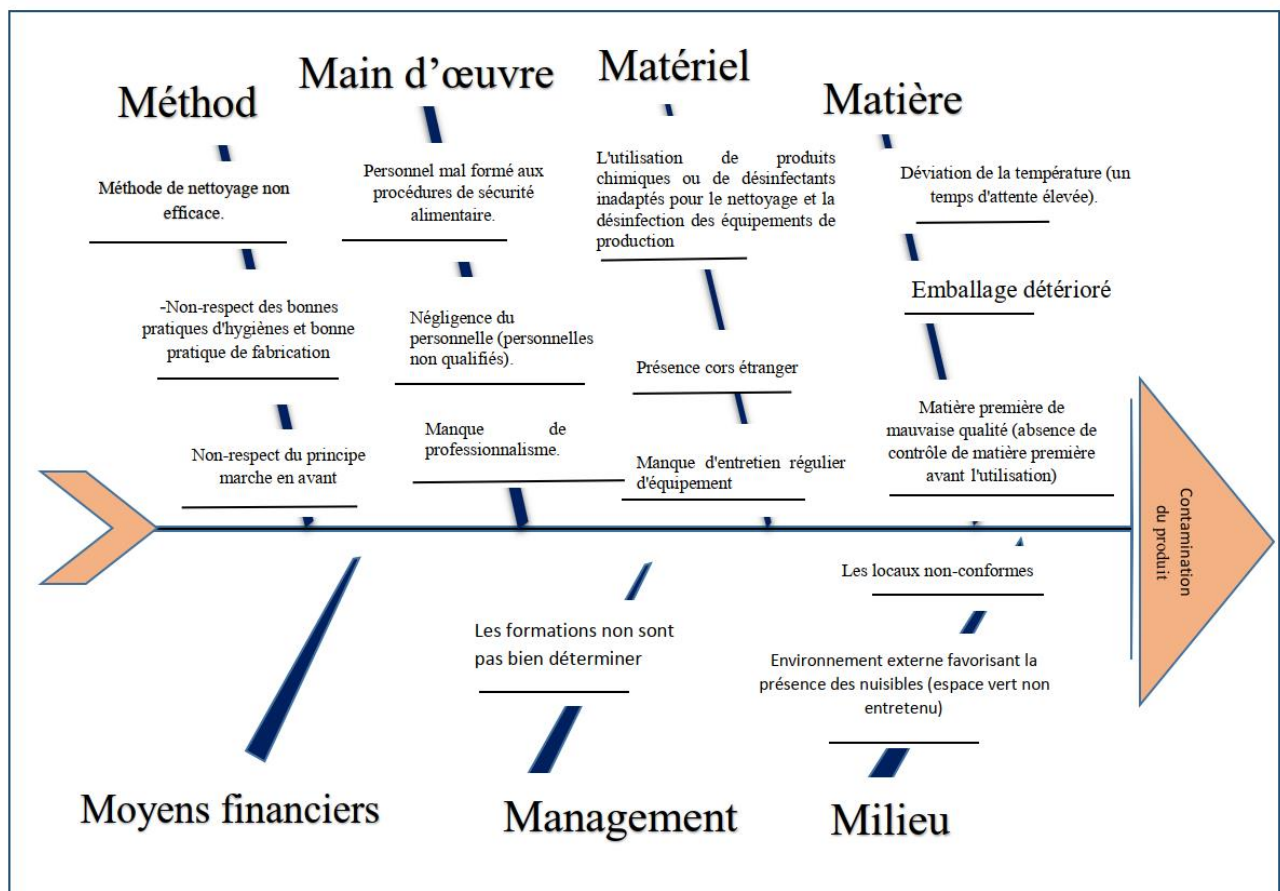 Méthod
Méthode de nettoyage non
efficace.
-Non-respect des bonnes
pratiques d'hygiènes et bonne
pratique de fabrication
Non-respect du principe
marche en avant
Main d’œuvre
Personnel mal formé aux
procédures de sécurité
alimentaire.
Négligence du
personnelle (personnelles
non qualifiés).
Manque de
professionnalisme.
Matériel
L'utilisation de produits
chimiques ou de désinfectants
inadaptés pour le nettoyage et la
désinfection des équipements de
production
Présence cors étranger
Manque d'entretien régulier
d'équipement
Matière
Déviation de la température (un
temps d'attente élevée).
Emballage détérioré
Matière première de
mauvaise qualité (absence de
contrôle de matière première
avant l'utilisation)
Contamination
du produit
Moyens financiers
Les formations non sont
pas bien déterminer
Management
Les locaux non-conformes
Environnement externe favorisant la
présence des nuisibles (espace vert non
entretenu)
Milieu